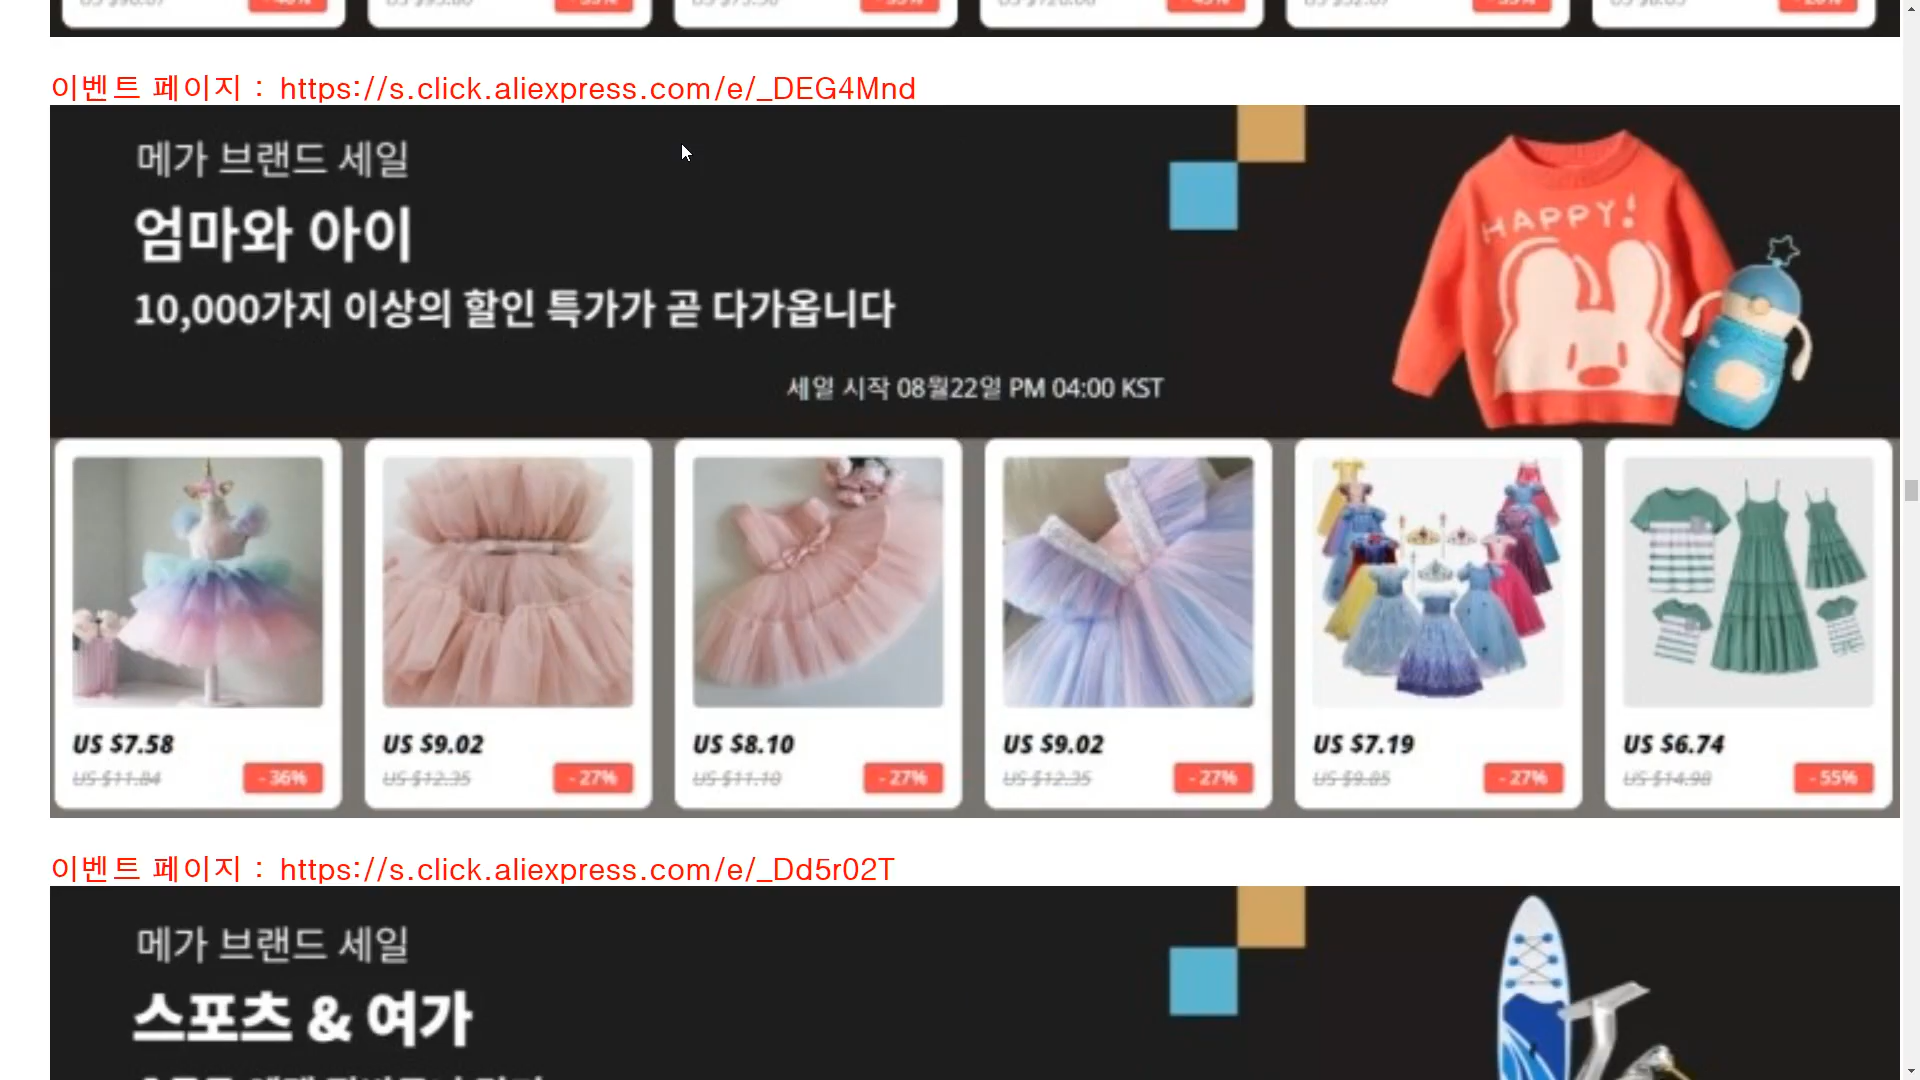 이벤트 페이지 : https://s.click.aliexpress.com/e/_DEG4Mnd
메가 브랜드 세일
엄마와 아이
10,000가지 이상의 할인 특가가 곧 다가옵니다
세일 시작 08월22일 PM 04:00 KST
HAPPY!
US $7.58 US $9.02 US $8.10 US $9.02 US $7.19 US $6.74
US $11.84 - 36% US $12.35 - 27% US $11.10 - 27% US $12.35 - 27% US $9.85 - 27% US $14.98 - 55%
이벤트 페이지 : https://s.click.aliexpress.com/e/_Dd5r02T
메가 브랜드 세일
스포츠 & 여가